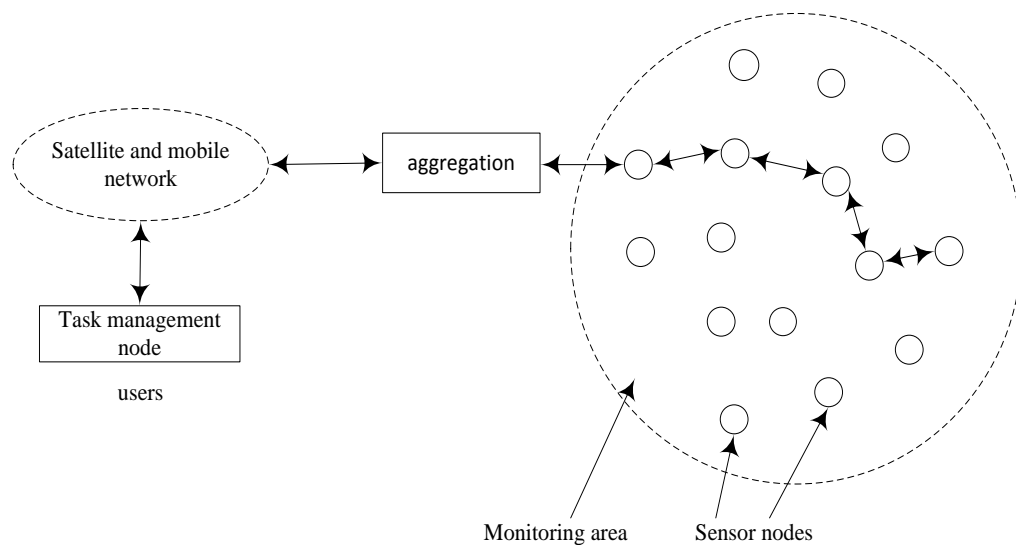 Satellite and mobile
network
aggregation
Task management
node
users
Monitoring area
Sensor nodes